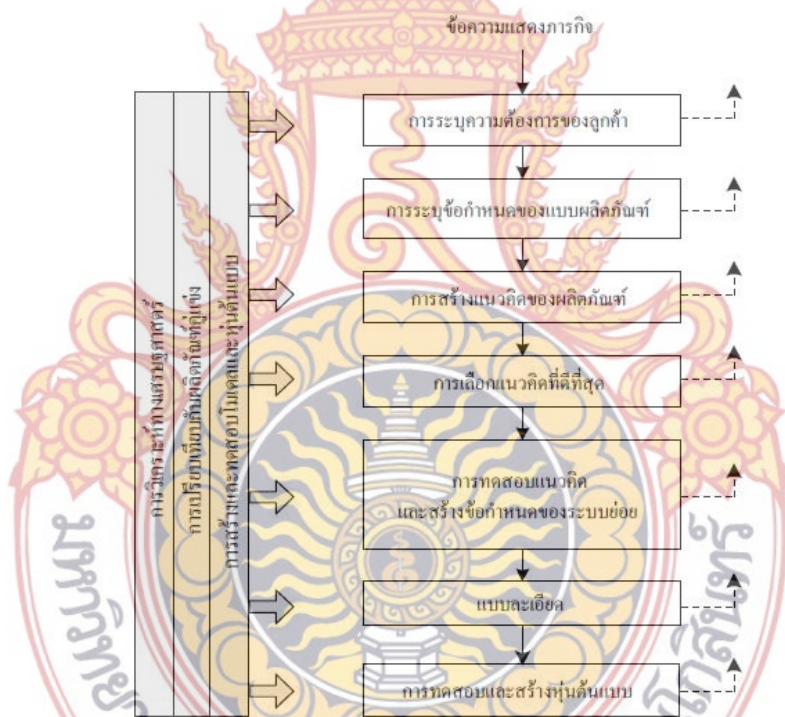 ข้อความแสดงภารกิจ
การระบุความต้องการของลูกค้า
การระบุข้อกำหนดของแบบผลิตภัณฑ์
การสร้างแนวคิดของผลิตภัณฑ์
การเลือกแนวคิดที่ดีที่สุด
การทดสอบแนวคิด
และสร้างข้อกำหนดของระบบย่อย
แบบละเอียด
การทดสอบและสร้างหุ่นต้นแบบ
การวิเคราะห์ทางเศรษฐศาสตร์
การเปรียบเทียบกับผลิตภัณฑ์คู่แข่ง
การสร้างและทดสอบโมเดลและหุ่นต้นแบบ